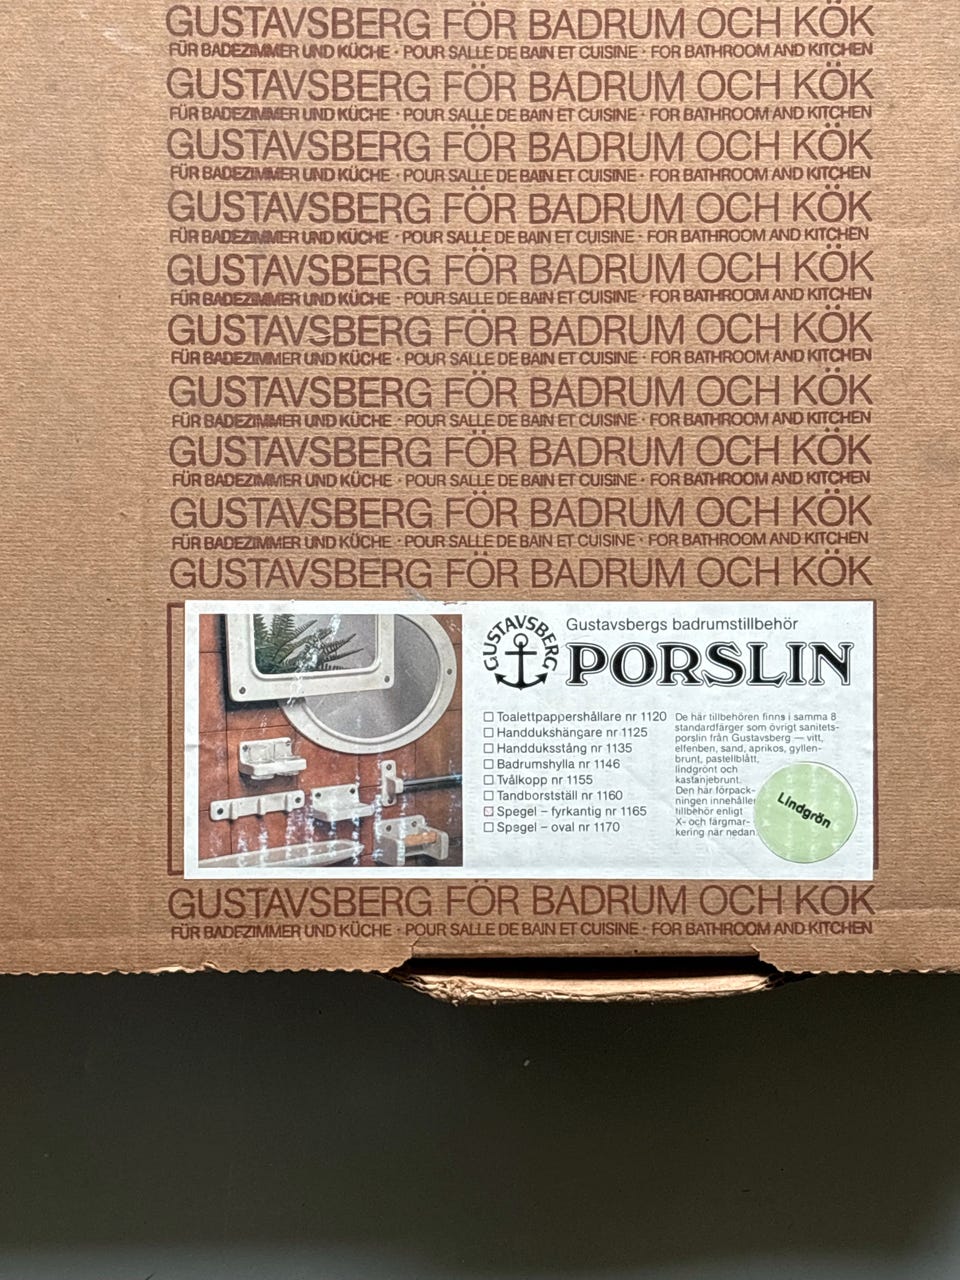 GUSTAVSBERG FÖR BADRUM OCH KÖK
FÜR BADEZIMMER UND KÜCHE · POUR SALLE DE BAIN ET CUISINE · FOR BATHROOM AND KITCHEN
GUSTAVSBERG FÖR BADRUM OCH KÖK
FÜR BADEZIMMER UND KÜCHE · POUR SALLE DE BAIN ET CUISINE · FOR BATHROOM AND KITCHEN
GUSTAVSBERG FÖR BADRUM OCH KÖK
FÜR BADEZIMMER UND KÜCHE · POUR SALLE DE BAIN ET CUISINE · FOR BATHROOM AND KITCHEN
GUSTAVSBERG FÖR BADRUM OCH KÖK
FÜR BADEZIMMER UND KÜCHE · POUR SALLE DE BAIN ET CUISINE · FOR BATHROOM AND KITCHEN
GUSTAVSBERG FÖR BADRUM OCH KÖK
FÜR BADEZIMMER UND KÜCHE · POUR SALLE DE BAIN ET CUISINE · FOR BATHROOM AND KITCHEN
GUSTAVSBERG FÖR BADRUM OCH KÖK
FÜR BADEZIMMER UND KÜCHE · POUR SALLE DE BAIN ET CUISINE · FOR BATHROOM AND KITCHEN
GUSTAVSBERG FÖR BADRUM OCH KÖK
FÜR BADEZIMMER UND KÜCHE · POUR SALLE DE BAIN ET CUISINE · FOR BATHROOM AND KITCHEN
GUSTAVSBERG FÖR BADRUM OCH KÖK
FÜR BADEZIMMER UND KÜCHE · POUR SALLE DE BAIN ET CUISINE · FOR BATHROOM AND KITCHEN
GUSTAVSBERG FÖR BADRUM OCH KÖK
FÜR BADEZIMMER UND KÜCHE · POUR SALLE DE BAIN ET CUISINE · FOR BATHROOM AND KITCHEN
GUSTAVSBERG FÖR BADRUM OCH KÖK
GUSTAVSBERG
Gustavsbergs badrumstillbehör
PORSLIN
Toalettpappershållare nr 1120
Handdukshängare nr 1125
Handduksstång nr 1135
Badrumshylla nr 1146
Tvålkopp nr 1155
Tandborstställ nr 1160
Spegel – fyrkantig nr 1165
Spegel – oval nr 1170
De här tillbehören finns i samma 8
standardfärger som övrigt sanitets-
porslin från Gustavsberg — vitt,
elfenben, sand, aprikos, gyllen-
brunt, pastellblått,
lindgrönt och
kastanjebrunt.
Den här förpack-
ningen innehåller
tillbehör enligt
X- och färgmar-
kering här nedan.
Lindgrön
GUSTAVSBERG FÖR BADRUM OCH KÖK
FÜR BADEZIMMER UND KÜCHE · POUR SALLE DE BAIN ET CUISINE · FOR BATHROOM AND KITCHEN